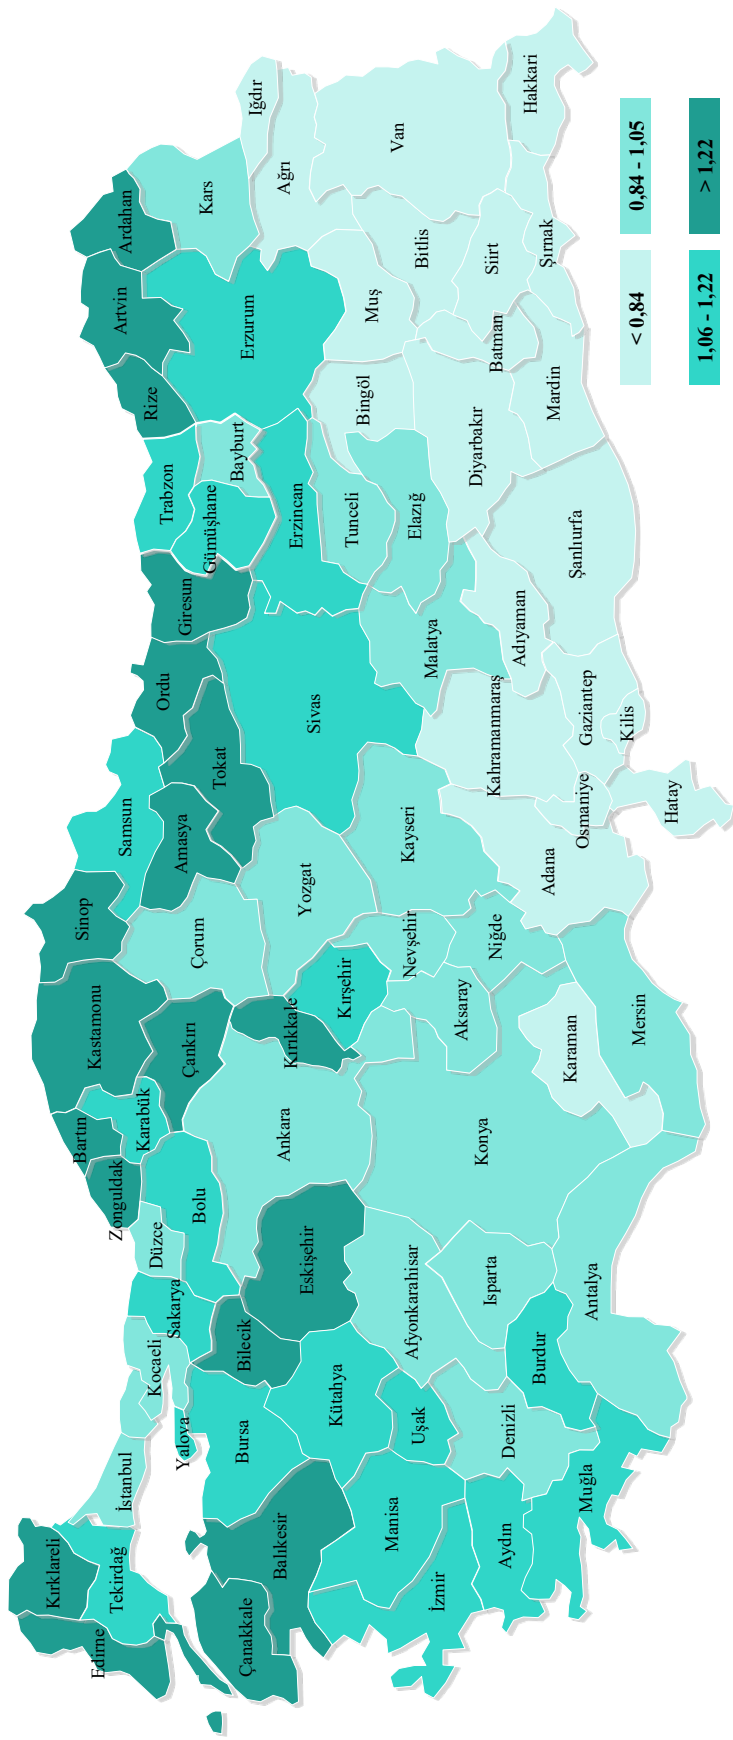 Kırklareli
Edirne
Tekirdağ
İstanbul
Kocaeli
Yalova
Sakarya
Düzce
Zonguldak
Bartın
Karabük
Kastamonu
Sinop
Samsun
Ordu
Giresun
Trabzon
Rize
Artvin
Ardahan
Çanakkale
Balıkesir
Bursa
Bilecik
Bolu
Çankırı
Çorum
Amasya
Tokat
Gümüşhane
Bayburt
Erzurum
Kars
Iğdır
Ağrı
Kütahya
Eskişehir
Ankara
Kırıkkale
Kırşehir
Yozgat
Sivas
Erzincan
Tunceli
Bingöl
Muş
Van
Manisa
İzmir
Uşak
Afyonkarahisar
Konya
Aksaray
Nevşehir
Kayseri
Malatya
Elazığ
Bitlis
Aydın
Denizli
Isparta
Niğde
Kahramanmaraş
Adıyaman
Diyarbakır
Batman
Siirt
Şırnak
Hakkari
Muğla
Burdur
Antalya
Karaman
Mersin
Adana
Osmaniye
Gaziantep
Kilis
Hatay
Şanlıurfa
Mardin
< 0,84
0,84 - 1,05
1,06 - 1,22
> 1,22